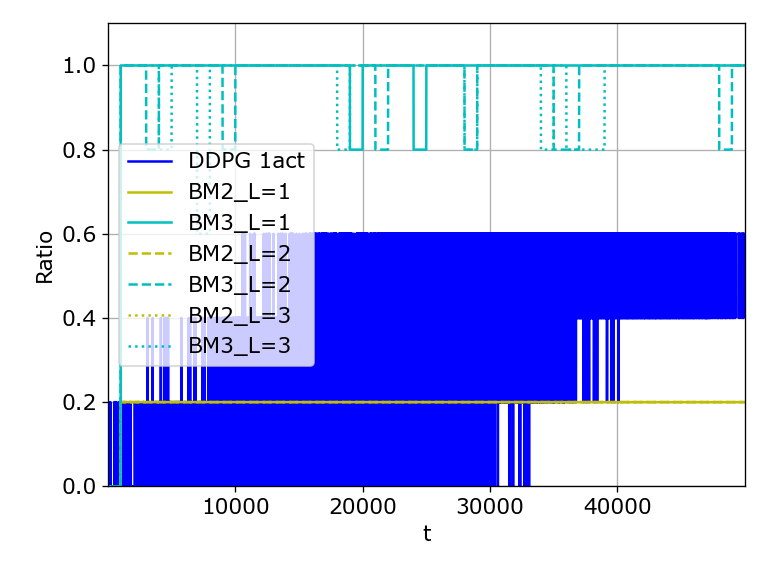 1.0
0.8
0.6
0.4
0.2
0.0
Ratio
DDPG 1act
BM2_L=1
BM3_L=1
BM2_L=2
BM3_L=2
BM2_L=3
BM3_L=3
10000 20000 30000 40000
t